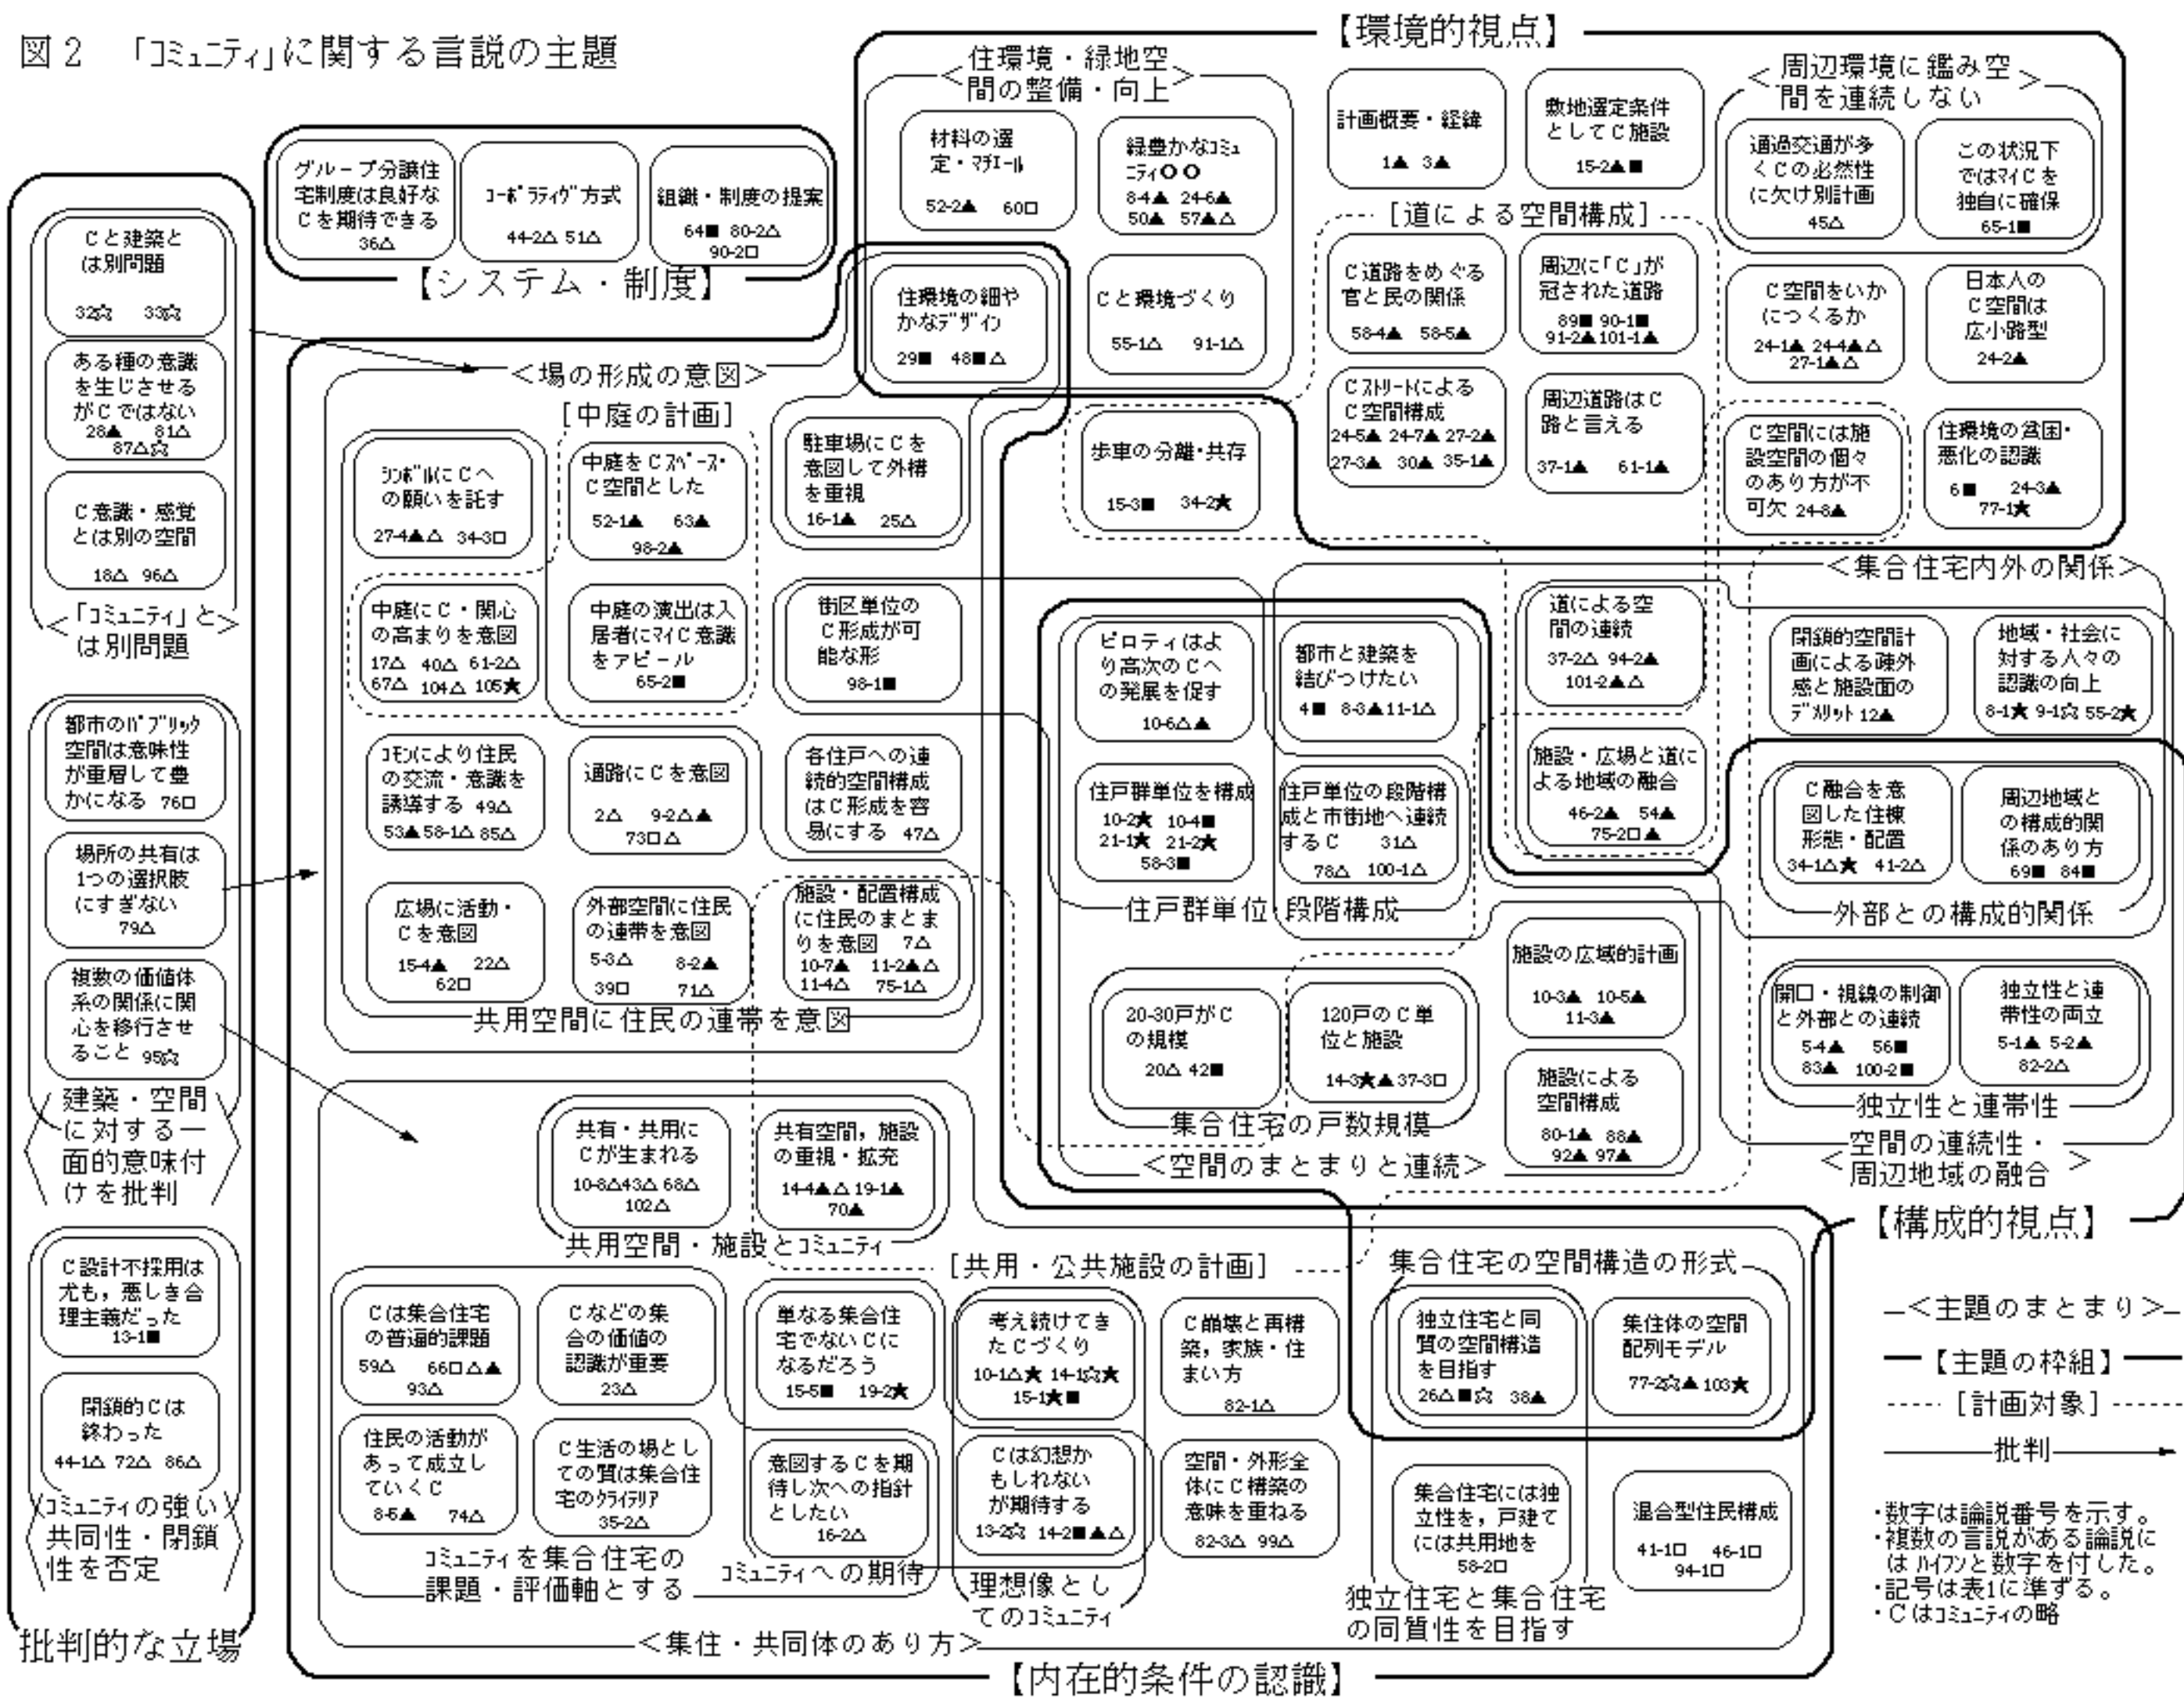 図2 「コミュニティ」に関する言説の主題
【環境的視点】
＜住環境・緑地空
間の整備・向上＞
材料の選
定・マチエール
52-2▲ 60□
緑豊かなコミュ
ニティ○○
8-4▲ 24-6▲
50▲ 57▲△
計画概要・経緯
1▲ 3▲
敷地選定条件
としてC施設
15-2▲■
＜周辺環境に鑑み空
間を連続しない＞
通過交通が多
くCの必然性
に欠け別計画
45△
この状況下
ではマイCを
独自に確保
65-1■
グループ分譲住
宅制度は良好な
Cを期待できる
36△
コーポラティヴ方式
44-2△ 51△
組織・制度の提案
64■ 80-2△
90-2□
【システム・制度】
Cと建築と
は別問題
32☆ 33☆
ある種の意識
を生じさせる
がCではない
28▲ 81△
87△☆
C意識・感覚
とは別の空間
18△ 96△
＜「コミュニティ」と
は別問題＞
住環境の細や
かなデザイン
29■ 48■△
Cと環境づくり
55-1△ 91-1△
[道による空間構成]
C道路をめぐる
官と民の関係
58-4▲ 58-5▲
周辺に「C」が
冠された道路
89■ 90-1■
91-2▲101-1▲
C空間をいか
につくるか
24-1▲ 24-4▲△
27-1▲△
日本人の
C空間は
広小路型
24-2▲
Cストリートによる
C空間構成
24-5▲ 24-7▲ 27-2▲
27-3▲ 30▲ 35-1▲
周辺道路はC
路と言える
37-1▲ 61-1▲
C空間には施
設空間の個々
のあり方が不
可欠 24-8▲
住環境の貧困・
悪化の認識
6■ 24-3▲
77-1★
歩車の分離・共存
15-3■ 34-2★
＜場の形成の意図＞
[中庭の計画]
シンボルにCへ
の願いを託す
27-4▲△ 34-3□
中庭をCスペース・
C空間とした
52-1▲ 63▲
98-2▲
駐車場にCを
意図して外構
を重視
16-1▲ 25△
中庭にC・関心
の高まりを意図
17△ 40△ 61-2△
67△ 104△ 105★
中庭の演出は入
居者にマイC意識
をアピール
65-2■
街区単位の
C形成が可
能な形
98-1■
コモンにより住民
の交流・意識を
誘導する 49△
53▲58-1△ 85△
通路にCを意図
2△ 9-2△▲
73□△
各住戸への連
続的空間構成
はC形成を容
易にする 47△
広場に活動・
Cを意図
15-4▲ 22△
62□
外部空間に住民
の連帯を意図
5-3△ 8-2▲
39□ 71△
施設・配置構成
に住民のまとま
りを意図 7△
10-7▲ 11-2▲△
11-4△ 75-1△
共用空間に住民の連帯を意図
＜集合住宅内外の関係＞
ピロティはよ
り高次のCへ
の発展を促す
10-6△▲
都市と建築を
結びつけたい
4■ 8-3▲11-1△
道による空
間の連続
37-2△ 94-2▲
101-2▲△
閉鎖的空間計
画による疎外
感と施設面の
デメリット 12▲
地域・社会に
対する人々の
認識の向上
8-1★ 9-1☆ 55-2★
住戸群単位を構成
10-2★ 10-4■
21-1★ 21-2★
58-3■
住戸単位の段階構
成と市街地へ連続
するC 31△
78△ 100-1△
住戸群単位・段階構成
施設・広場と道に
よる地域の融合
46-2▲ 54▲
75-2□▲
C融合を意
図した住棟
形態・配置
34-1△★ 41-2△
周辺地域と
の構成的関
係のあり方
69■ 84■
外部との構成的関係
20-30戸がC
の規模
20△ 42■
120戸のC単
位と施設
14-3★▲37-3□
集合住宅の戸数規模
施設の広域的計画
10-3▲ 10-5▲
11-3▲
施設による
空間構成
80-1▲ 88▲
92▲ 97▲
＜空間のまとまりと連続＞
開口・視線の制御
と外部との連続
5-4▲ 56■
83▲ 100-2■
独立性と連
帯性の両立
5-1▲ 5-2▲
82-2△
独立性と連帯性
＜空間の連続性・
周辺地域の融合＞
【構成的視点】
都市のパブリック
空間は意味性
が重層して豊
かになる 76□
場所の共有は
1つの選択肢
にすぎない
79△
複数の価値体
系の関係に関
心を移行させ
ること 95☆
＜建築・空間
に対する一
面的意味付
けを批判＞
C設計不採用は
尤も，悪しき合
理主義だった
13-1■
閉鎖的Cは
終わった
44-1△ 72△ 86△
＜コミュニティの強い
共同性・閉鎖
性を否定＞
批判的な立場
共有・共用に
Cが生まれる
10-8△43△ 68△
102△
共有空間，施設
の重視・拡充
14-4▲△ 19-1▲
70▲
共用空間・施設とコミュニティ
[共用・公共施設の計画]
Cは集合住宅
の普遍的課題
59△ 66□△▲
93△
Cなどの集
合の価値の
認識が重要
23△
単なる集合住
宅でないCに
なるだろう
15-5■ 19-2★
考え続けてき
たCづくり
10-1△★ 14-1☆★
15-1★■
C崩壊と再構
築，家族・住
まい方
82-1△
集合住宅の空間構造の形式
独立住宅と同
質の空間構造
を目指す
26△■☆ 38▲
集住体の空間
配列モデル
77-2☆▲ 103★
住民の活動が
あって成立し
ていくC
8-5▲ 74△
C生活の場とし
ての質は集合住
宅のクライテリア
35-2△
意図するCを期
待し次への指針
としたい
16-2△
Cは幻想か
もしれない
が期待する
13-2☆ 14-2■▲△
空間・外形全
体にC構築の
意味を重ねる
82-3△ 99△
集合住宅には独
立性を，戸建て
には共用地を
58-2□
混合型住民構成
41-1□ 46-1□
94-1□
コミュニティを集合住宅の
課題・評価軸とする
コミュニティへの期待
理想像とし
てのコミュニティ
独立住宅と集合住宅
の同質性を目指す
＜集住・共同体のあり方＞
【内在的条件の認識】
＜主題のまとまり＞
【主題の枠組】
[計画対象]
批判
・数字は論説番号を示す。
・複数の言説がある論説に
はハイフンと数字を付した。
・記号は表1に準ずる。
・Cはコミュニティの略